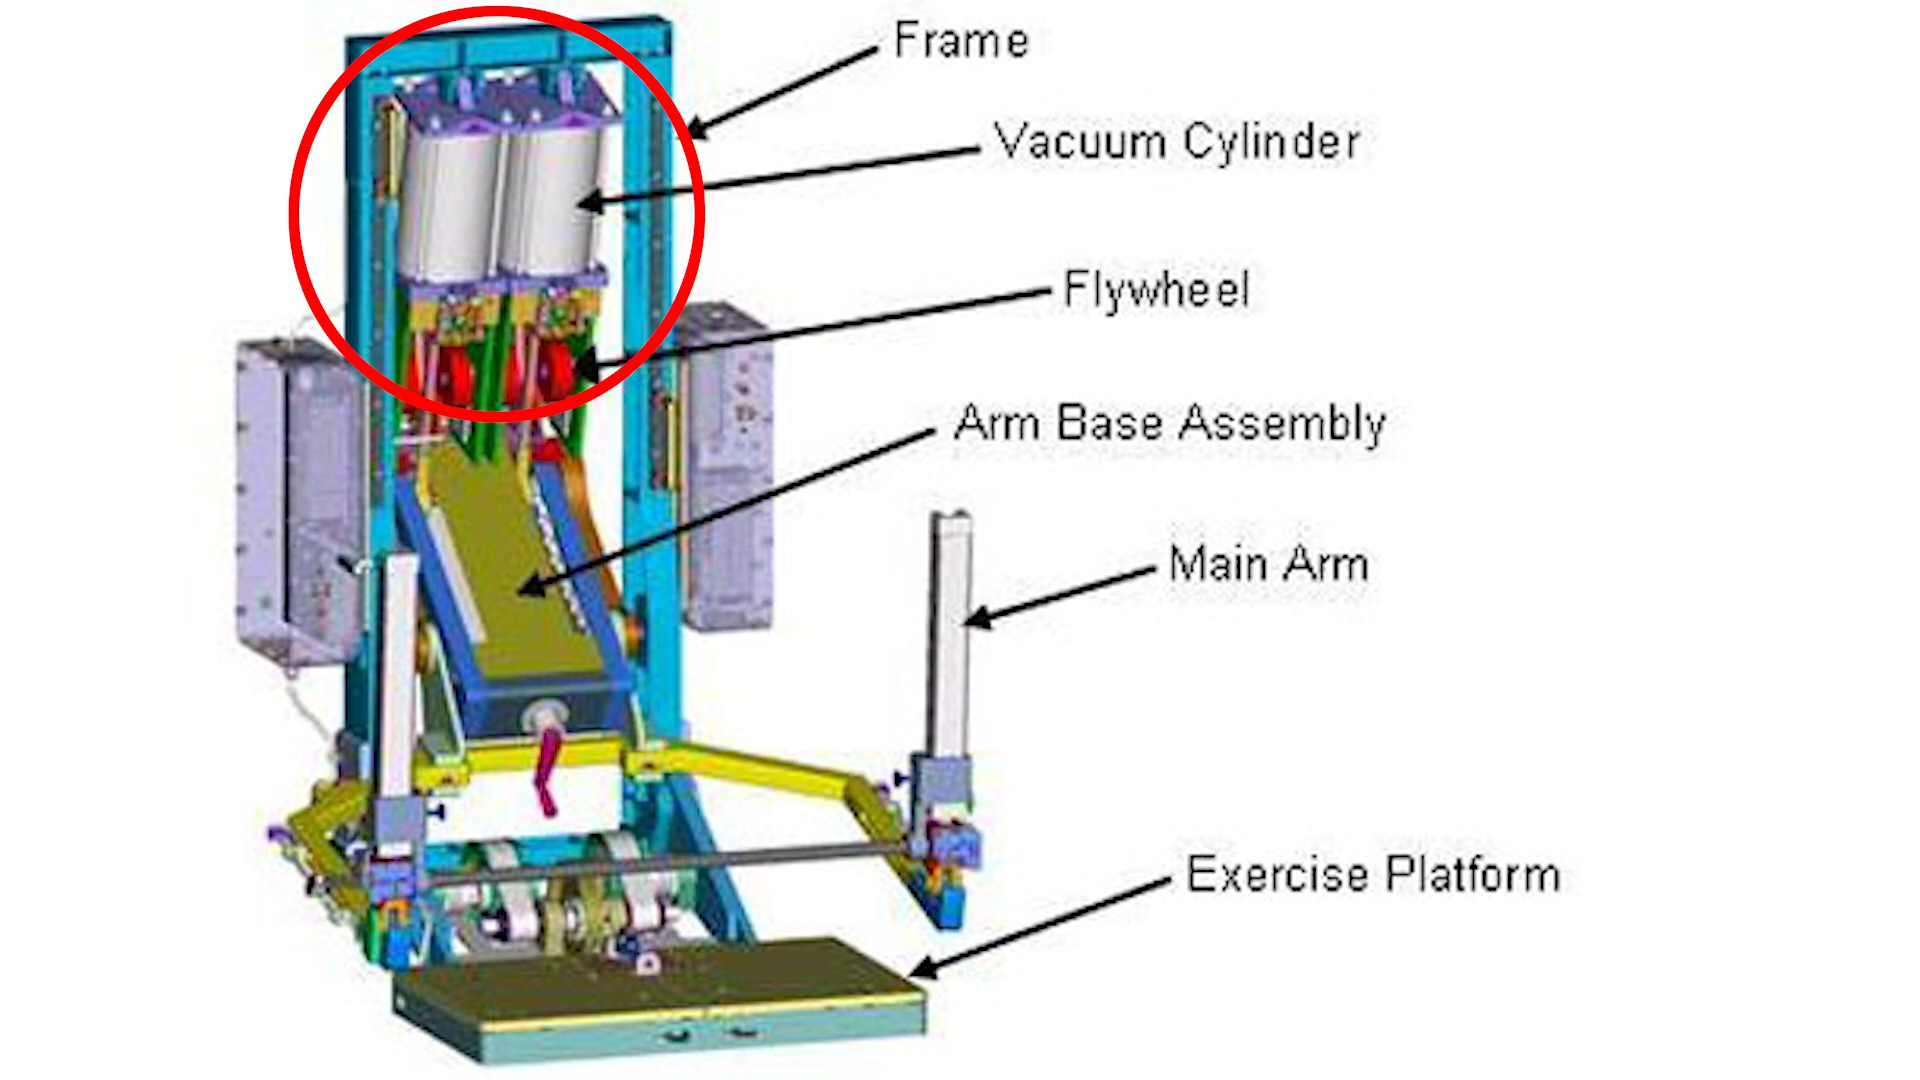 Frame
Vacuum Cylinder
Flywheel
Arm Base Assembly
Main Arm
Exercise Platform